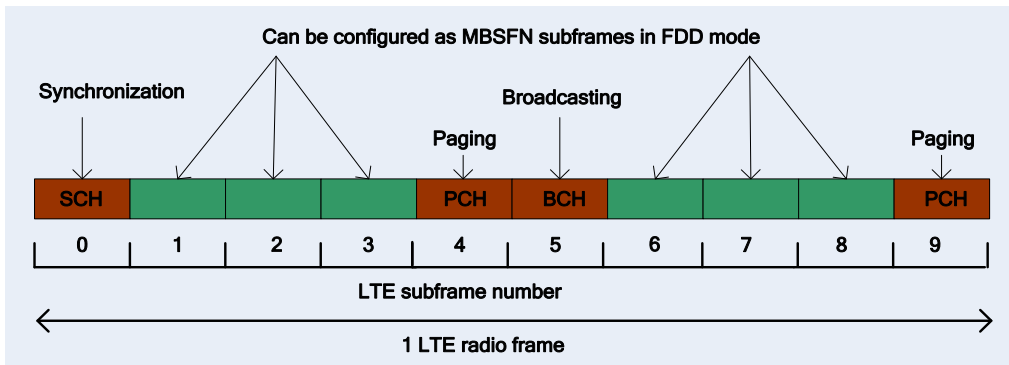 Can be configured as MBSFN subframes in FDD mode
Synchronization
Broadcasting
Paging
Paging
SCH
PCH
BCH
PCH
0 1 2 3 4 5 6 7 8 9
LTE subframe number
1 LTE radio frame